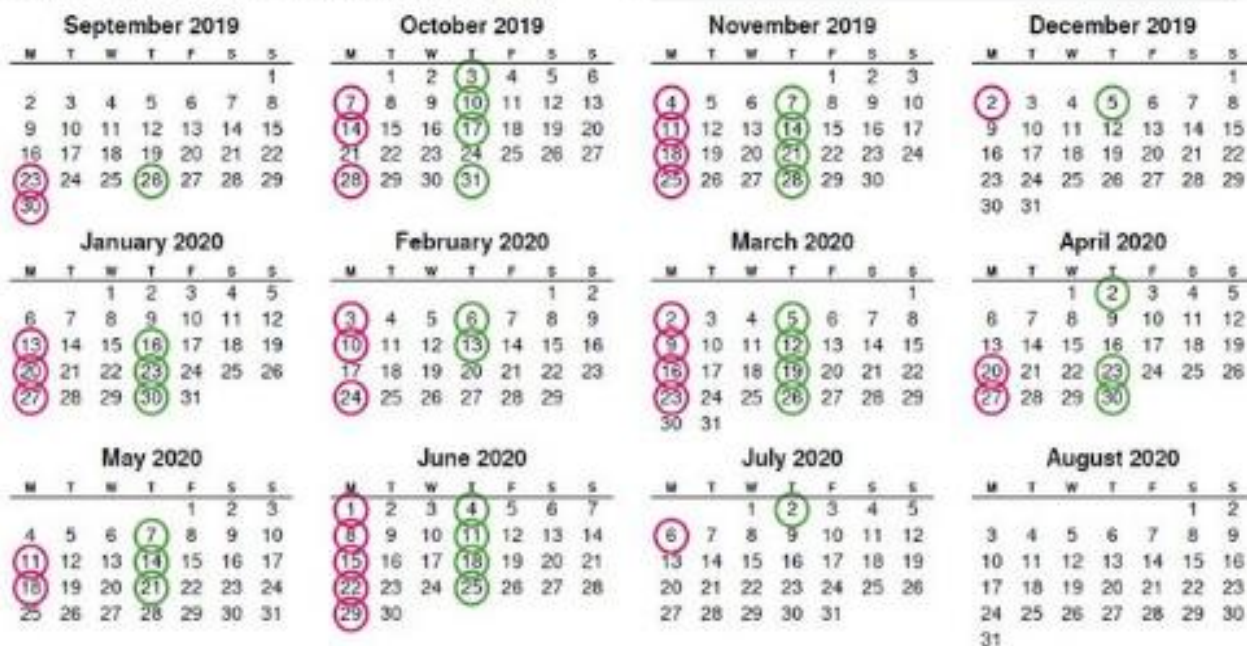 September 2019
M T W T F S S
1
2 3 4 5 6 7 8
9 10 11 12 13 14 15
16 17 18 19 20 21 22
23 24 25 26 27 28 29
30
October 2019
M T W T F S S
1 2 3 4 5 6
7 8 9 10 11 12 13
14 15 16 17 18 19 20
21 22 23 24 25 26 27
28 29 30 31
November 2019
M T W T F S S
1 2 3
4 5 6 7 8 9 10
11 12 13 14 15 16 17
18 19 20 21 22 23 24
25 26 27 28 29 30
December 2019
M T W T F S S
1
2 3 4 5 6 7 8
9 10 11 12 13 14 15
16 17 18 19 20 21 22
23 24 25 26 27 28 29
30 31
January 2020
M T W T F S S
1 2 3 4 5
6 7 8 9 10 11 12
13 14 15 16 17 18 19
20 21 22 23 24 25 26
27 28 29 30 31
February 2020
M T W T F S S
1 2
3 4 5 6 7 8 9
10 11 12 13 14 15 16
17 18 19 20 21 22 23
24 25 26 27 28 29
March 2020
M T W T F S S
1
2 3 4 5 6 7 8
9 10 11 12 13 14 15
16 17 18 19 20 21 22
23 24 25 26 27 28 29
30 31
April 2020
M T W T F S S
1 2 3 4 5
6 7 8 9 10 11 12
13 14 15 16 17 18 19
20 21 22 23 24 25 26
27 28 29 30
May 2020
M T W T F S S
1 2 3
4 5 6 7 8 9 10
11 12 13 14 15 16 17
18 19 20 21 22 23 24
25 26 27 28 29 30 31
June 2020
M T W T F S S
1 2 3 4 5 6 7
8 9 10 11 12 13 14
15 16 17 18 19 20 21
22 23 24 25 26 27 28
29 30
July 2020
M T W T F S S
1 2 3 4 5
6 7 8 9 10 11 12
13 14 15 16 17 18 19
20 21 22 23 24 25 26
27 28 29 30 31
August 2020
M T W T F S S
1 2
3 4 5 6 7 8 9
10 11 12 13 14 15 16
17 18 19 20 21 22 23
24 25 26 27 28 29 30
31